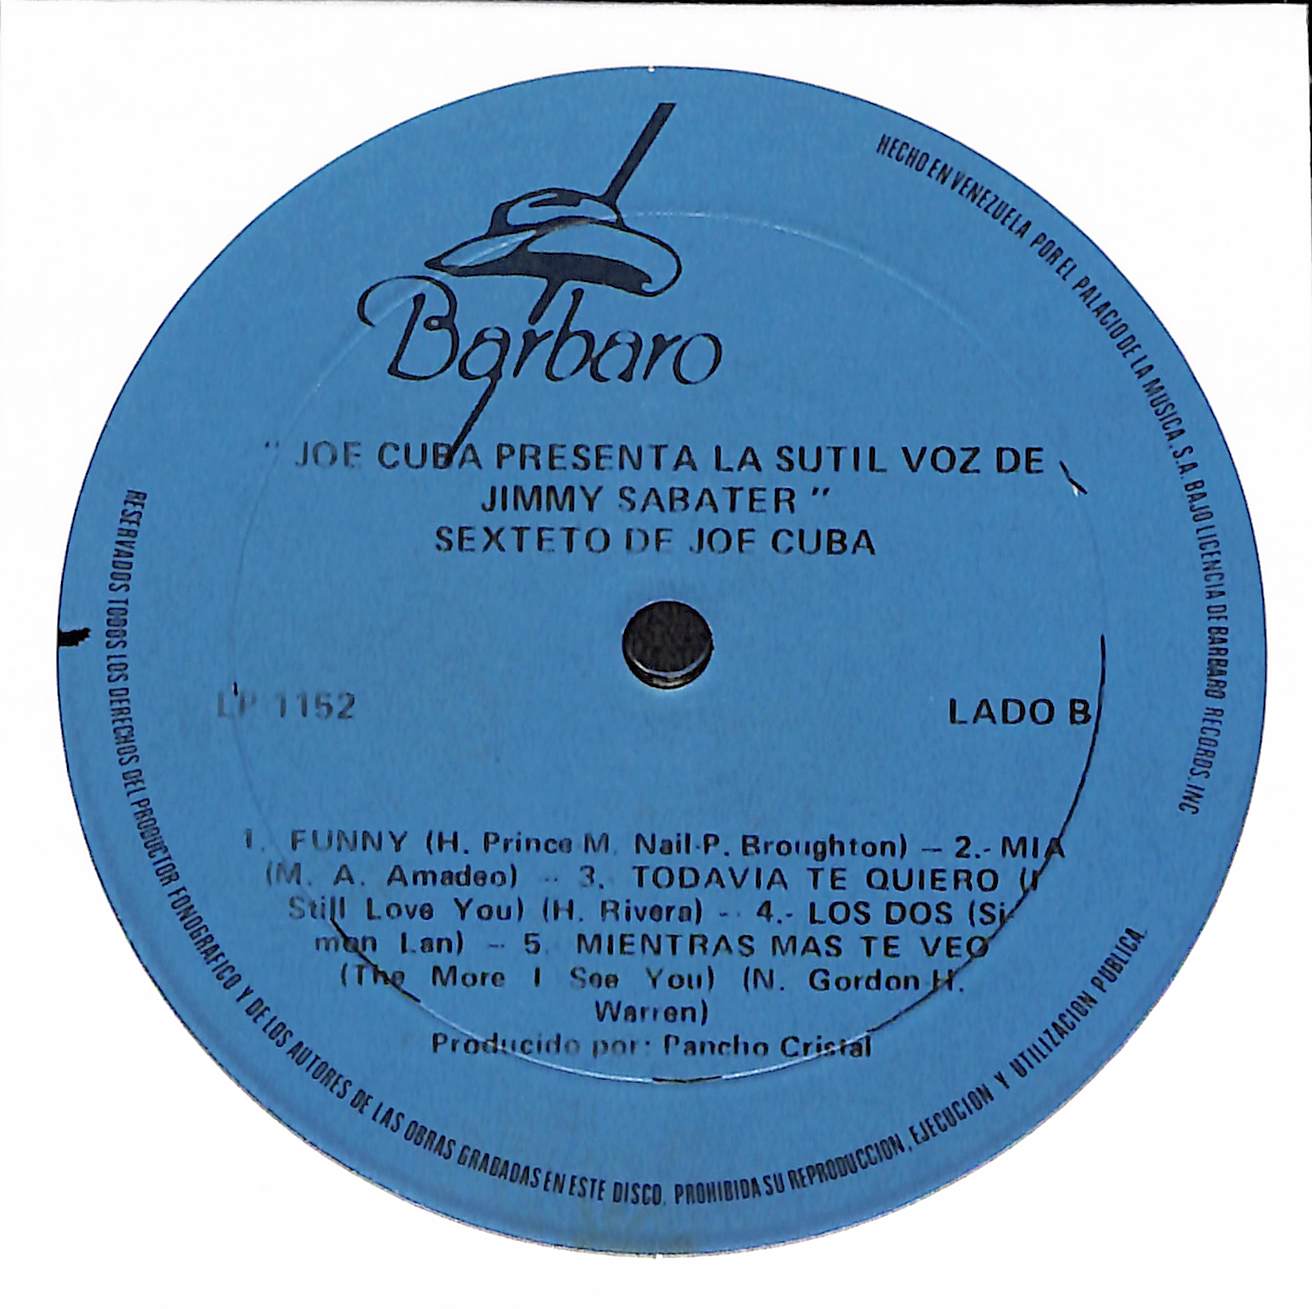 Barbaro
" JOE CUBA PRESENTA LA SUTIL VOZ DE
JIMMY SABATER "
SEXTETO DE JOE CUBA
LP 1152
LADO B
1. FUNNY (H. Prince M. Nail-P. Broughton) – 2.- MIA
(M. A. Amadeo) -- 3. TODAVIA TE QUIERO (I
Still Love You) (H. Rivera) -- 4.- LOS DOS (Si-
mon Lan) – 5. MIENTRAS MAS TE VEO
(The More I See You) (N. Gordon-H.
Warren)
Producido por: Pancho Cristal
HECHO EN VENEZUELA POR EL PALACIO DE LA MUSICA, S.A. BAJO LICENCIA DE BARBARO RECORDS, INC
RESERVADOS TODOS LOS DERECHOS DEL PRODUCTOR FONOGRAFICO Y DE LOS AUTORES DE LAS OBRAS GRABADAS EN ESTE DISCO. PROHIBIDA SU REPRODUCCION, EJECUCION Y UTILIZACION PUBLICA.